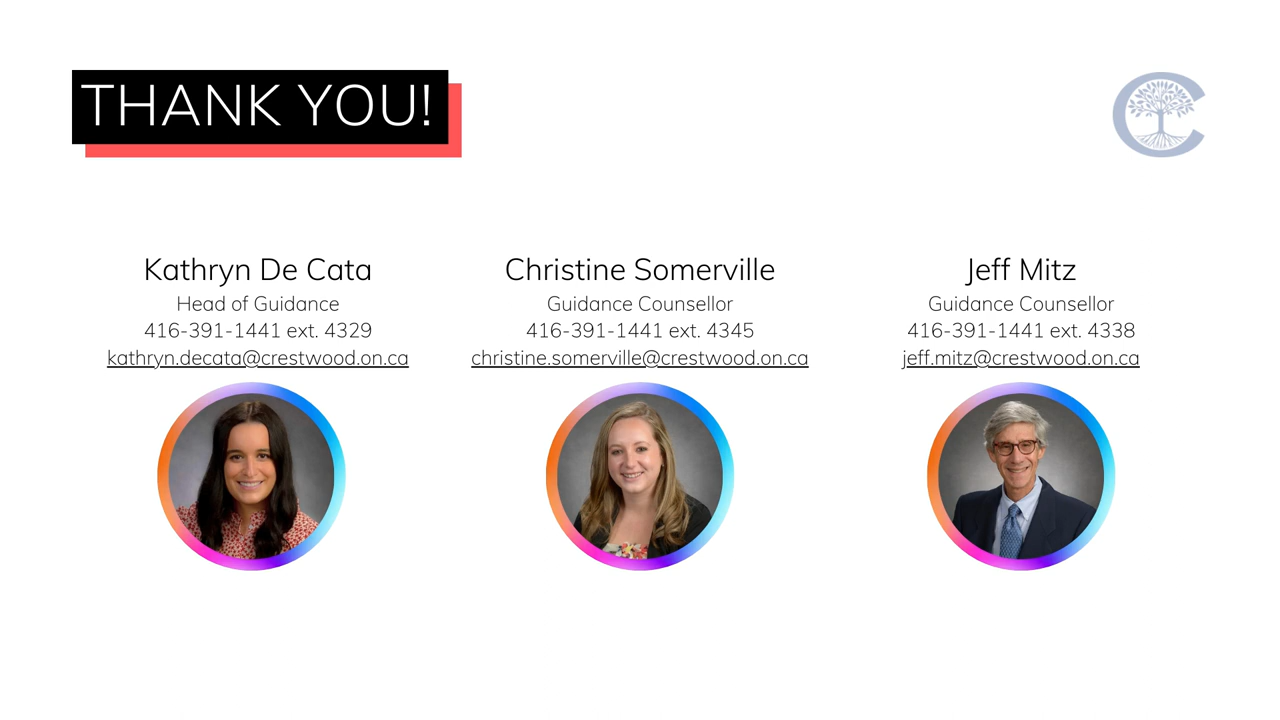 THANK YOU!
Kathryn De Cata
Head of Guidance
416-391-1441 ext. 4329
kathryn.decata@crestwood.on.ca
Christine Somerville
Guidance Counsellor
416-391-1441 ext. 4345
christine.somerville@crestwood.on.ca
Jeff Mitz
Guidance Counsellor
416-391-1441 ext. 4338
jeff.mitz@crestwood.on.ca